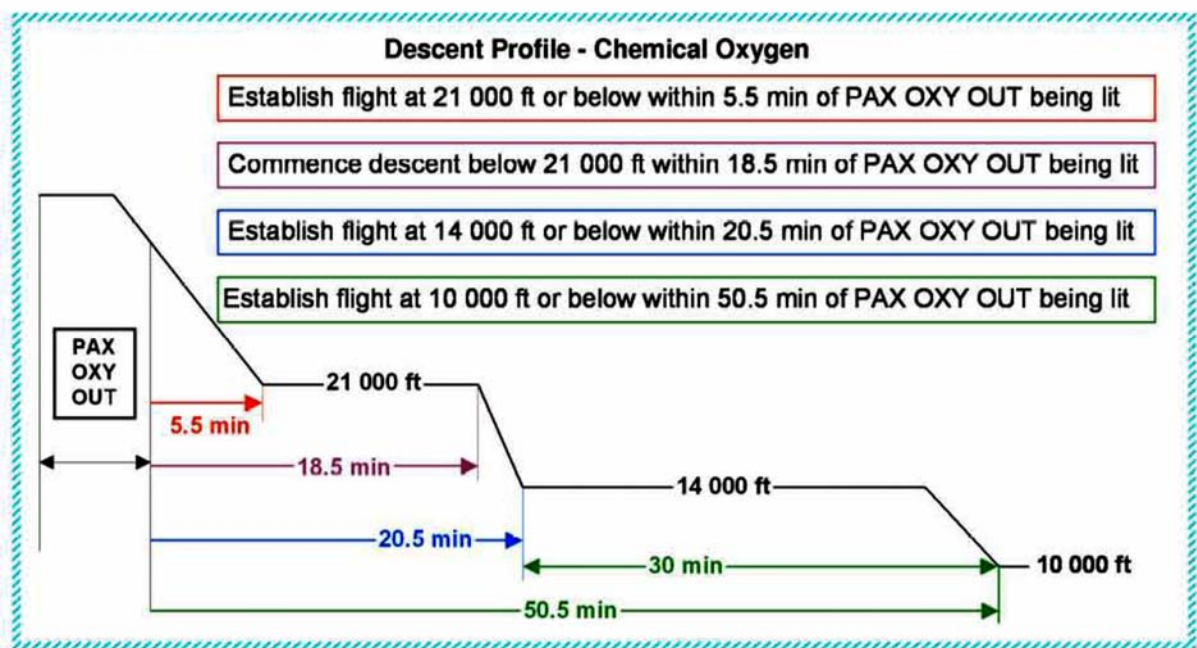 Descent Profile - Chemical Oxygen
Establish flight at 21 000 ft or below within 5.5 min of PAX OXY OUT being lit
Commence descent below 21 000 ft within 18.5 min of PAX OXY OUT being lit
Establish flight at 14 000 ft or below within 20.5 min of PAX OXY OUT being lit
Establish flight at 10 000 ft or below within 50.5 min of PAX OXY OUT being lit
PAX
OXY
OUT
21 000 ft
5.5 min
18.5 min
14 000 ft
20.5 min
30 min
10 000 ft
50.5 min